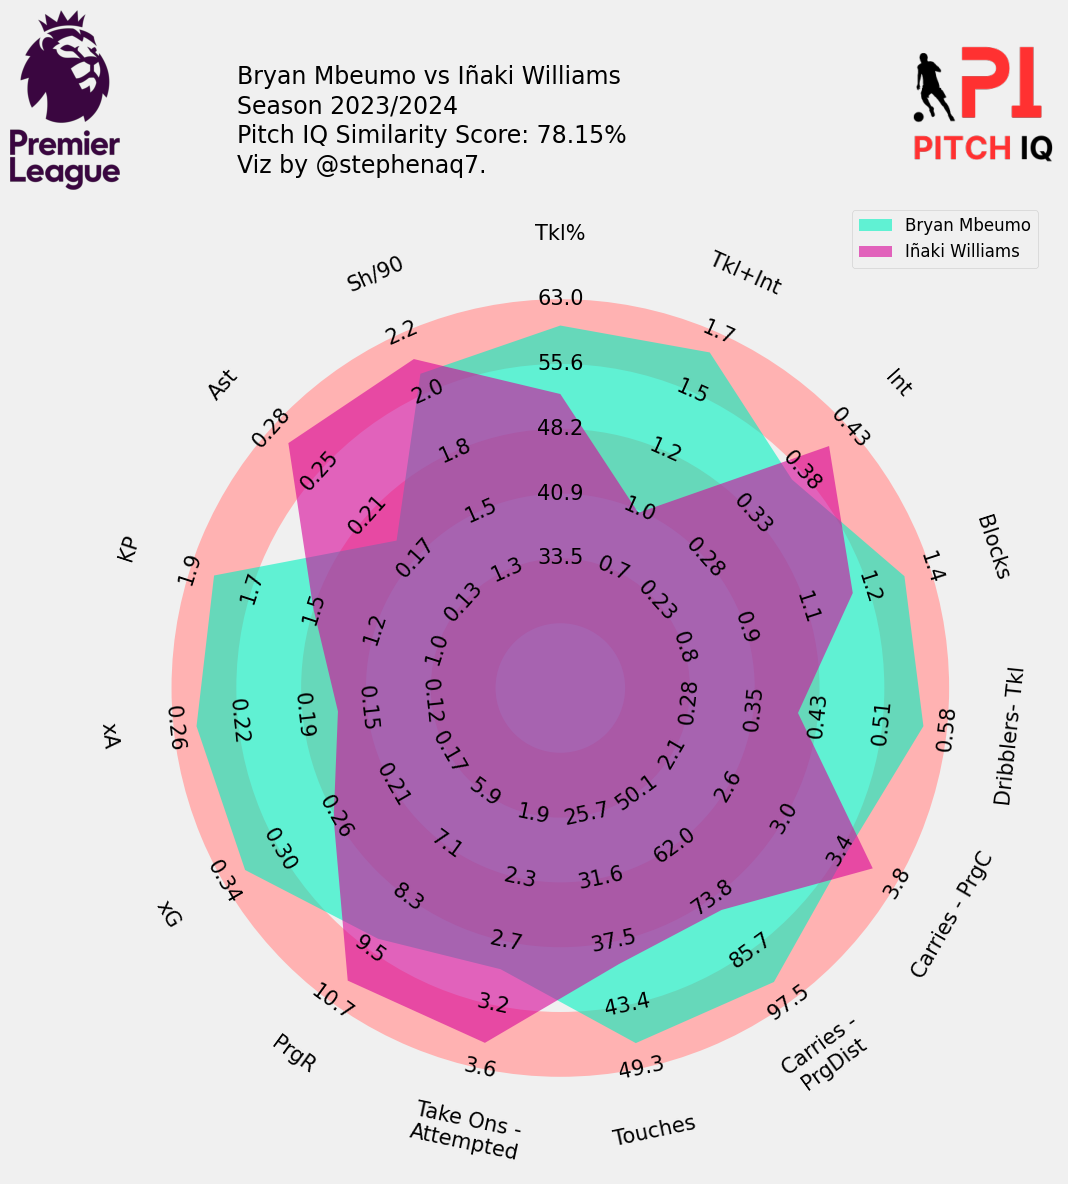 Premier
League
Bryan Mbeumo vs Iñaki Williams
Season 2023/2024
Pitch IQ Similarity Score: 78.15%
Viz by @stephenaq7.
PI
PITCH IQ
Bryan Mbeumo
Iñaki Williams
Tkl%
63.0
55.6
48.2
40.9
33.5
Tkl+Int
1.7
1.5
1.2
1.0
0.7
Int
0.43
0.38
0.33
0.28
0.23
Blocks
1.4
1.2
1.1
0.9
0.8
Dribblers- Tkl
0.58
0.51
0.43
0.35
0.28
Carries - PrgC
3.8
3.4
3.0
2.6
2.1
Carries -
PrgDist
97.5
85.7
73.8
62.0
50.1
Touches
49.3
43.4
37.5
31.6
25.7
Take Ons -
Attempted
3.6
3.2
2.7
2.3
1.9
PrgR
10.7
9.5
8.3
7.1
5.9
xG
0.34
0.30
0.26
0.21
0.17
xA
0.26
0.22
0.19
0.15
0.12
KP
1.9
1.7
1.5
1.2
1.0
Ast
0.28
0.25
0.21
0.17
0.13
Sh/90
2.2
2.0
1.8
1.5
1.3